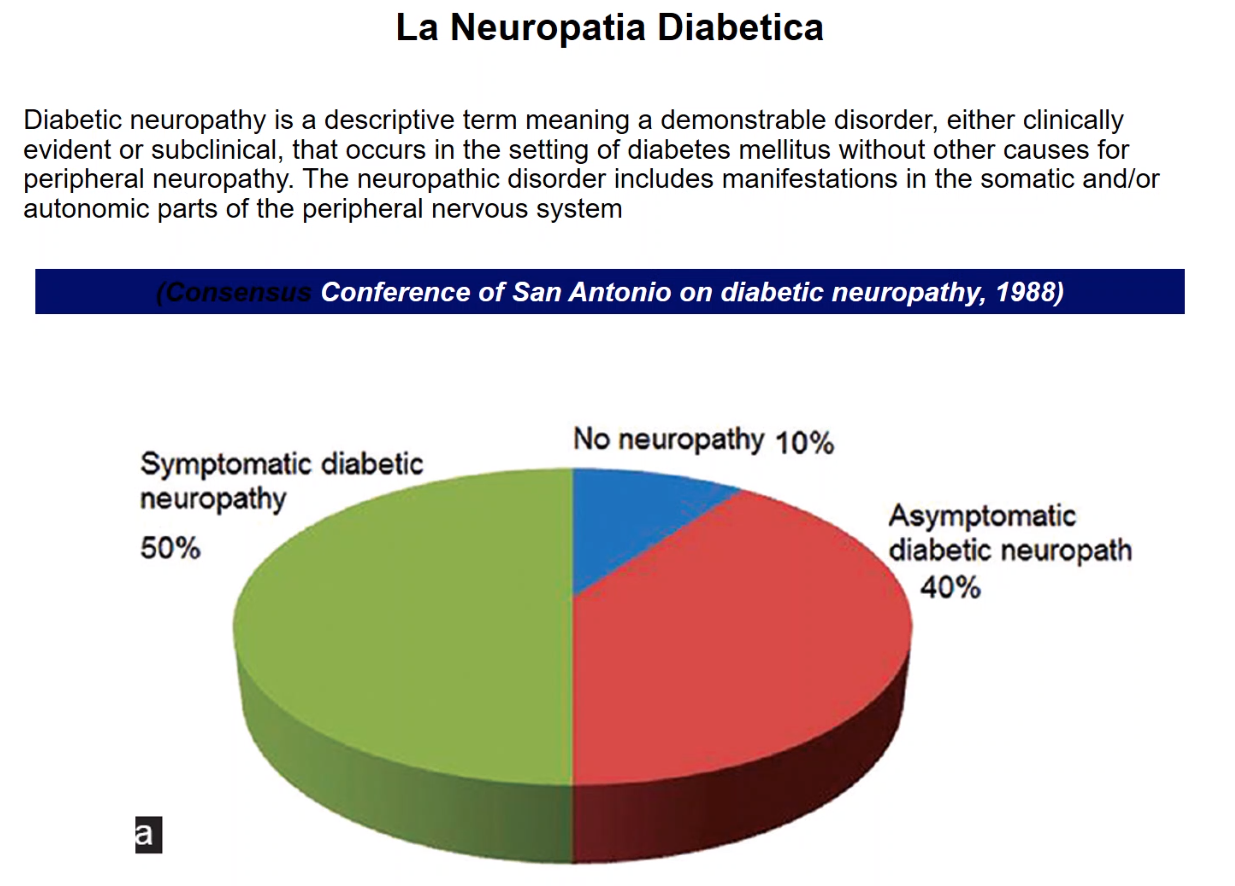 La Neuropatia Diabetica
Diabetic neuropathy is a descriptive term meaning a demonstrable disorder, either clinically
evident or subclinical, that occurs in the setting of diabetes mellitus without other causes for
peripheral neuropathy. The neuropathic disorder includes manifestations in the somatic and/or
autonomic parts of the peripheral nervous system
(Consensus Conference of San Antonio on diabetic neuropathy, 1988)
No neuropathy 10%
Symptomatic diabetic
neuropathy
50%
Asymptomatic
diabetic neuropath
40%
a